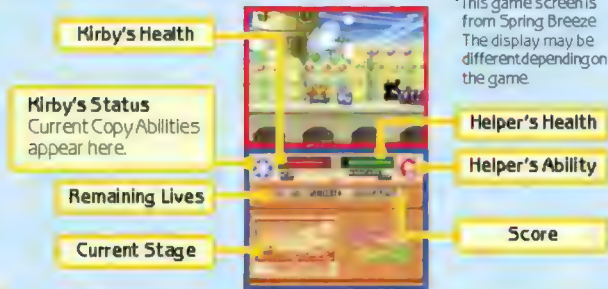 This game screen is
from Spring Breeze
The display may be
different depending on
the game.
Kirby's Health
Kirby's Status
Current Copy Abilities
appear here.
Remaining Lives
Current Stage
Helper's Health
Helper's Ability
Score